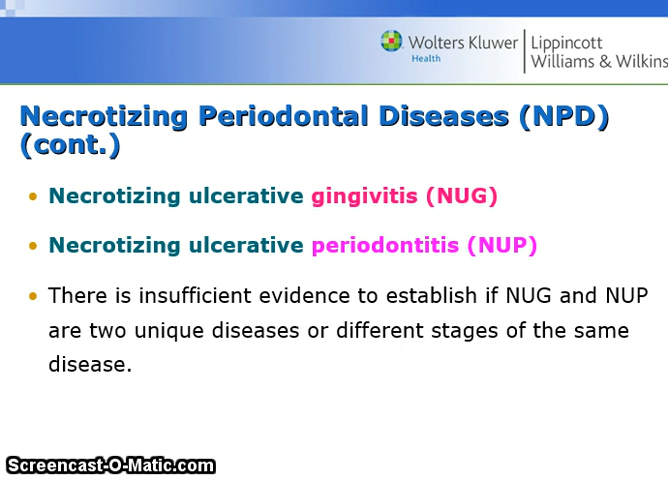 Wolters Kluwer
Health
Lippincott
Williams & Wilkins
Necrotizing Periodontal Diseases (NPD)
(cont.)
• Necrotizing ulcerative gingivitis (NUG)
• Necrotizing ulcerative periodontitis (NUP)
• There is insufficient evidence to establish if NUG and NUP
are two unique diseases or different stages of the same
disease.
Screencast-O-Matic.com